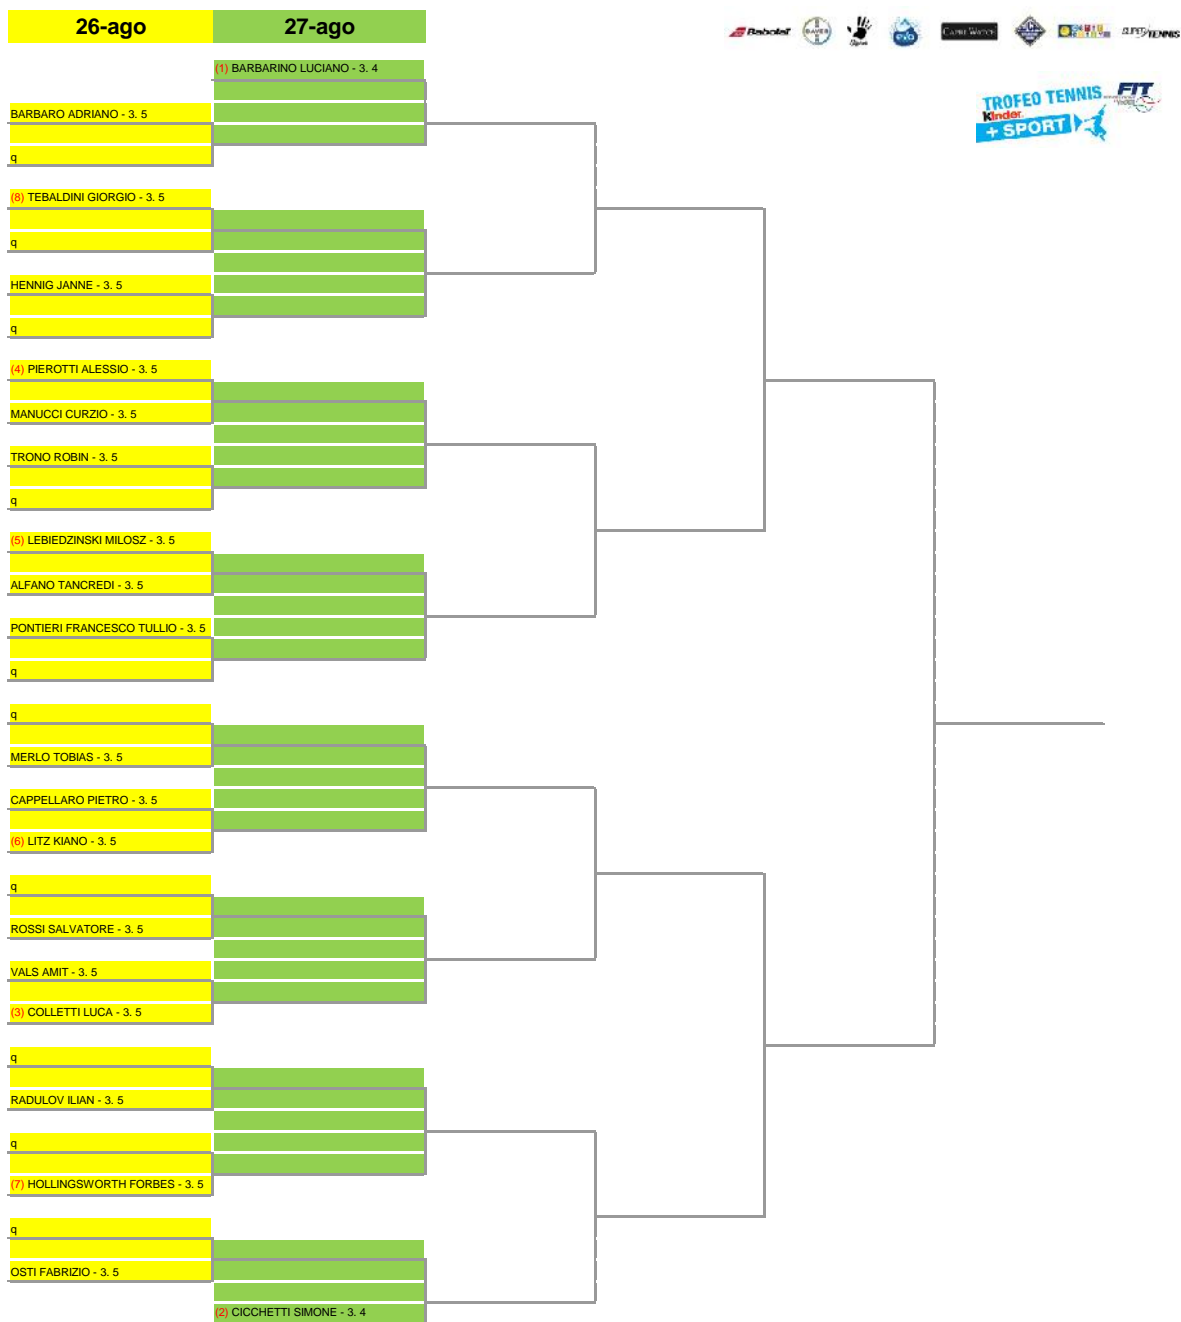 26-ago 27-ago
Babolat BAYER CAPRI WATCH SUPERTENNIS
(1) BARBARINO LUCIANO - 3. 4
TROFEO TENNIS FIT
Kinder
+ SPORT
BARBARO ADRIANO - 3. 5
q
(8) TEBALDINI GIORGIO - 3. 5
q
HENNIG JANNE - 3. 5
q
(4) PIEROTTI ALESSIO - 3. 5
MANUCCI CURZIO - 3. 5
TRONO ROBIN - 3. 5
q
(5) LEBIEDZINSKI MILOSZ - 3. 5
ALFANO TANCREDI - 3. 5
PONTIERI FRANCESCO TULLIO - 3. 5
q
q
MERLO TOBIAS - 3. 5
CAPPELLARO PIETRO - 3. 5
(6) LITZ KIANO - 3. 5
q
ROSSI SALVATORE - 3. 5
VALS AMIT - 3. 5
(3) COLLETTI LUCA - 3. 5
q
RADULOV ILIAN - 3. 5
q
(7) HOLLINGSWORTH FORBES - 3. 5
q
OSTI FABRIZIO - 3. 5
(2) CICCHETTI SIMONE - 3. 4